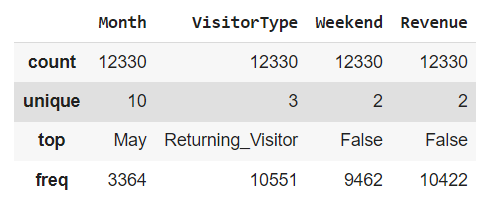 Month VisitorType Weekend Revenue
count 12330 12330 12330 12330
unique 10 3 2 2
top May Returning_Visitor False False
freq 3364 10551 9462 10422